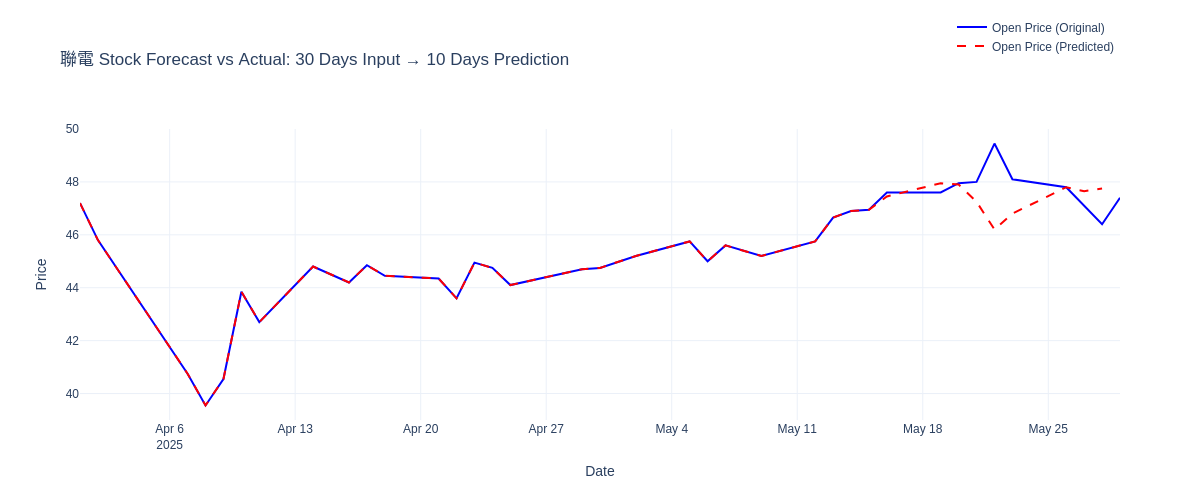 Open Price (Original)
Open Price (Predicted)
聯電 Stock Forecast vs Actual: 30 Days Input → 10 Days Prediction
50
48
46
44
42
40
Price
Apr 6
2025
Apr 13
Apr 20
Apr 27
May 4
May 11
May 18
May 25
Date